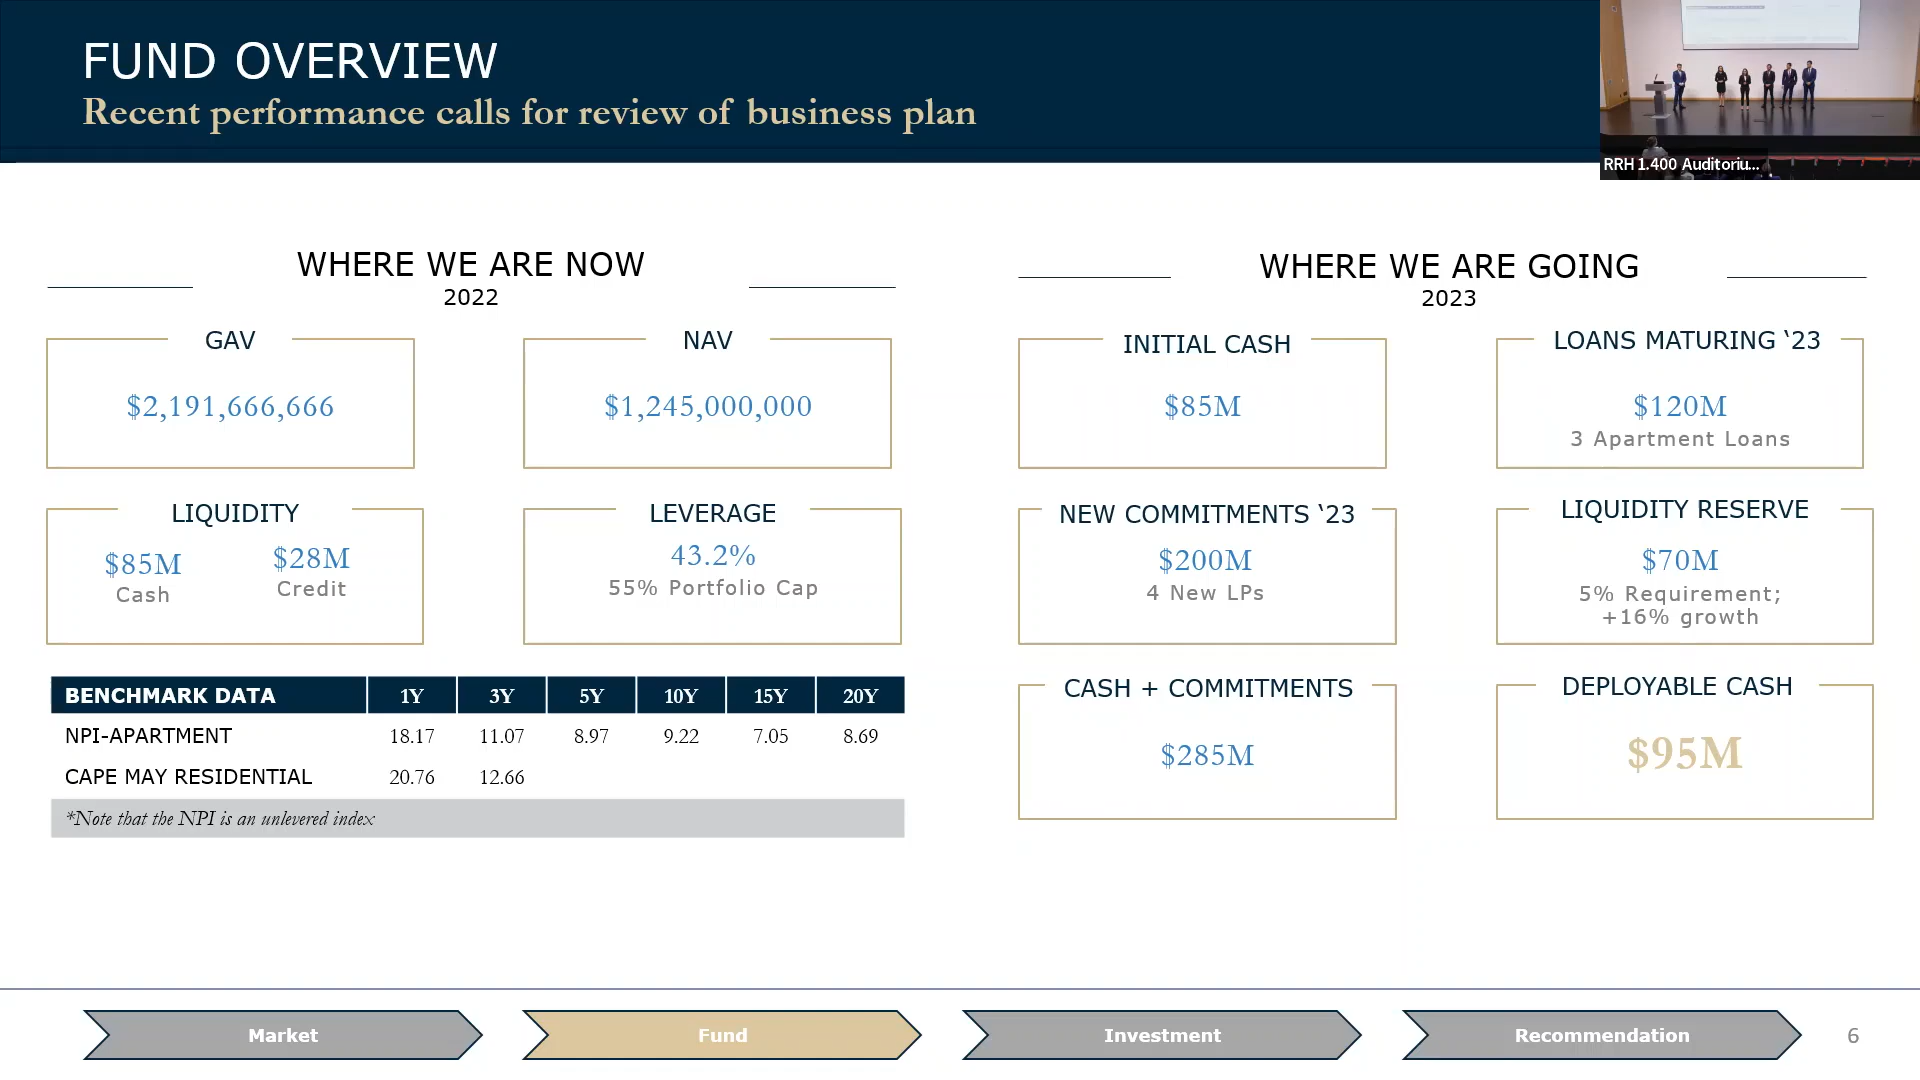 FUND OVERVIEW
Recent performance calls for review of business plan
RRH 1.400 Auditoriu...
WHERE WE ARE NOW
2022
GAV
$2,191,666,666
NAV
$1,245,000,000
LIQUIDITY
$85M
Cash
$28M
Credit
LEVERAGE
43.2%
55% Portfolio Cap
BENCHMARK DATA 1Y 3Y 5Y 10Y 15Y 20Y
NPI-APARTMENT 18.17 11.07 8.97 9.22 7.05 8.69
CAPE MAY RESIDENTIAL 20.76 12.66
*Note that the NPI is an unlevered index
WHERE WE ARE GOING
2023
INITIAL CASH
$85M
LOANS MATURING ‘23
$120M
3 Apartment Loans
NEW COMMITMENTS ‘23
$200M
4 New LPs
LIQUIDITY RESERVE
$70M
5% Requirement;
+16% growth
CASH + COMMITMENTS
$285M
DEPLOYABLE CASH
$95M
Market
Fund
Investment
Recommendation
6